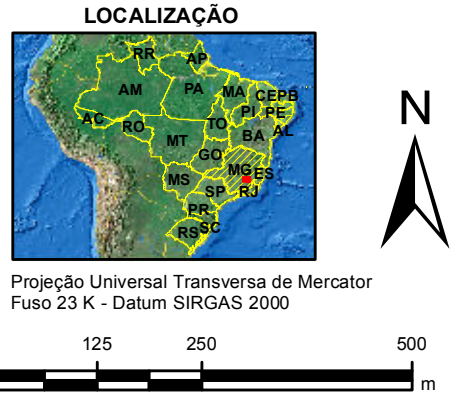 LOCALIZAÇÃO
RR
AP
AM
PA
MA
CE
PB
PI
PE
AC
RO
TO
AL
MT
BA
GO
MG
ES
MS
SP
RJ
PR
SC
RS
N
Projeção Universal Transversa de Mercator
Fuso 23 K - Datum SIRGAS 2000
125 250 500
m